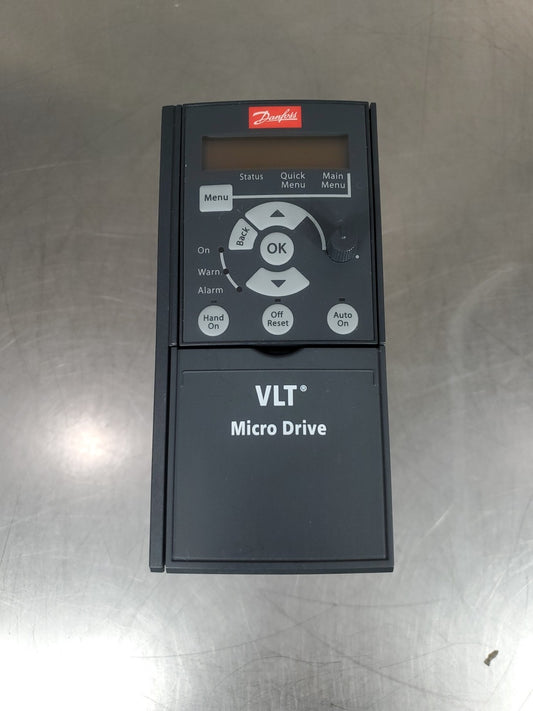 Danfoss
Status Quick Menu Main Menu
Menu
Back
OK
On
Warn.
Alarm
Hand On
Off Reset
Auto On
VLT®
Micro Drive